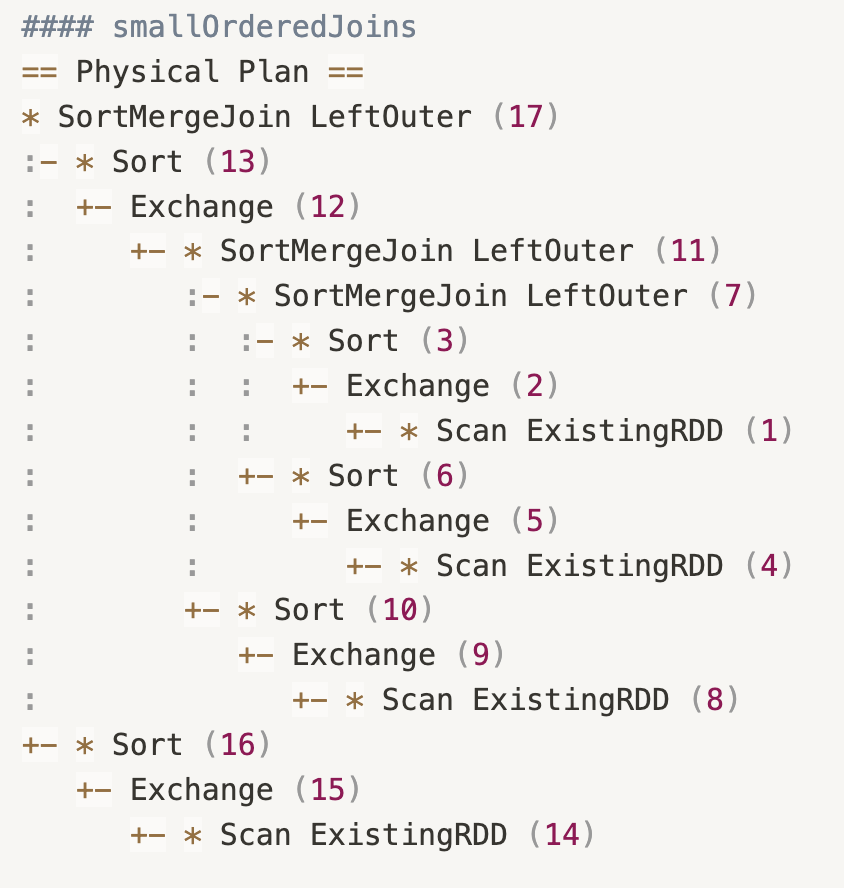 #### smallOrderedJoins
== Physical Plan ==
* SortMergeJoin LeftOuter (17)
:- * Sort (13)
:  +- Exchange (12)
:     +- * SortMergeJoin LeftOuter (11)
:        :- * SortMergeJoin LeftOuter (7)
:        :  :- * Sort (3)
:        :  :  +- Exchange (2)
:        :  :     +- * Scan ExistingRDD (1)
:        :  +- * Sort (6)
:        :     +- Exchange (5)
:        :        +- * Scan ExistingRDD (4)
:        +- * Sort (10)
:           +- Exchange (9)
:              +- * Scan ExistingRDD (8)
+- * Sort (16)
   +- Exchange (15)
      +- * Scan ExistingRDD (14)